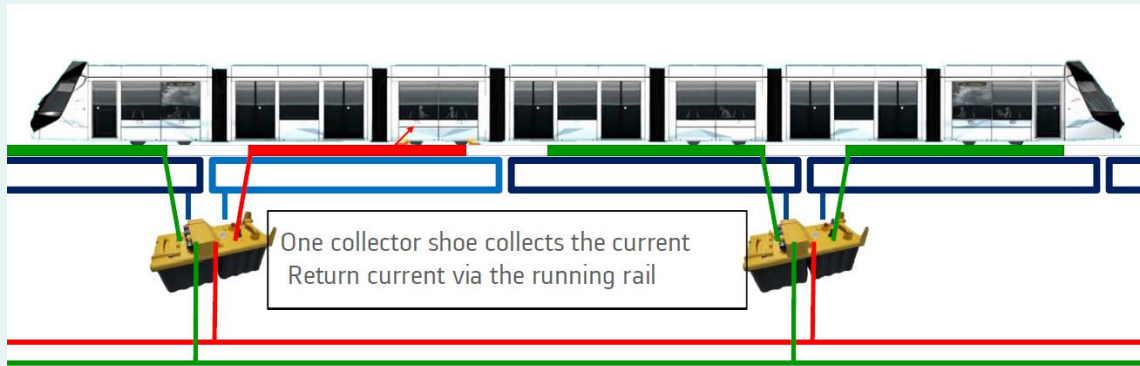 One collector shoe collects the current
Return current via the running rail